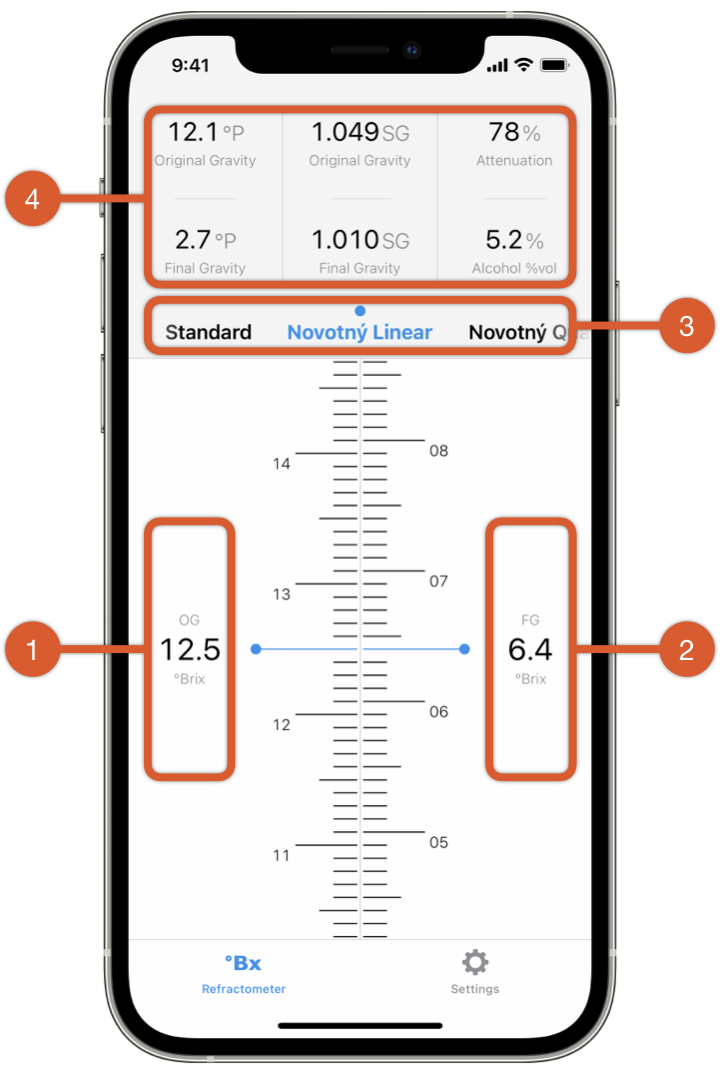 9:41
12.1 °P 1.049 SG 78 %
Original Gravity Original Gravity Attenuation
4
2.7 °P 1.010 SG 5.2 %
Final Gravity Final Gravity Alcohol %vol
3
Standard Novotný Linear Novotný
08
14
07
13
OG FG
1 12.5 6.4 2
°Brix °Brix
06
12
05
11
°Bx
Refractometer Settings